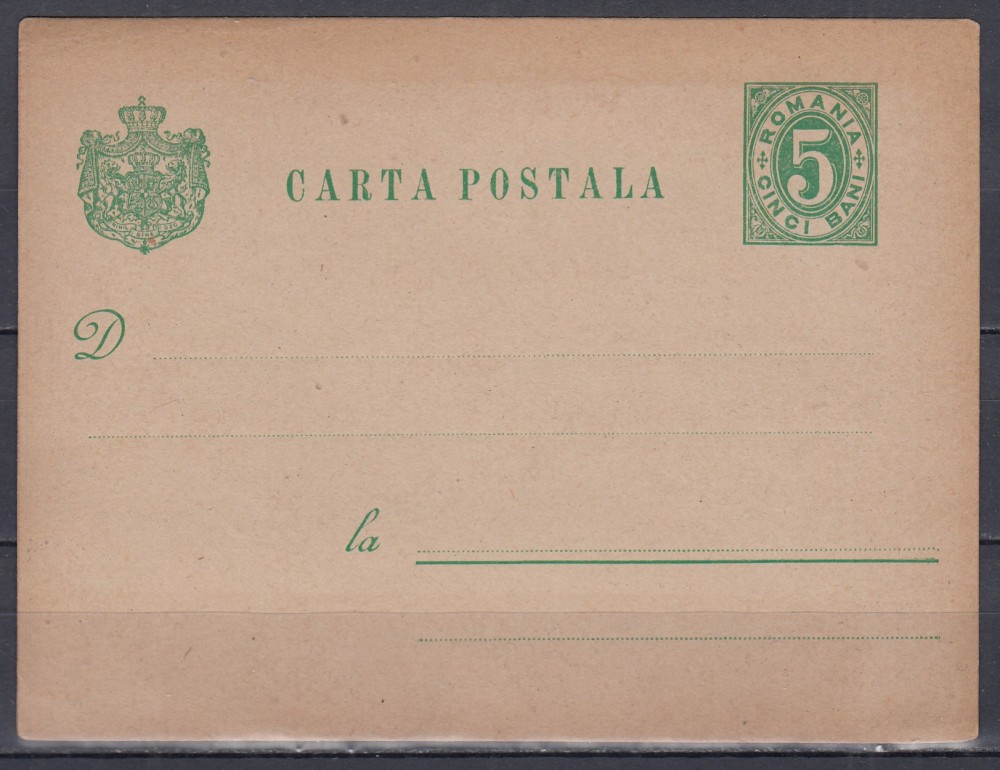 CARTA POSTALA
ROMANIA
5
CINCI BANI
D
la